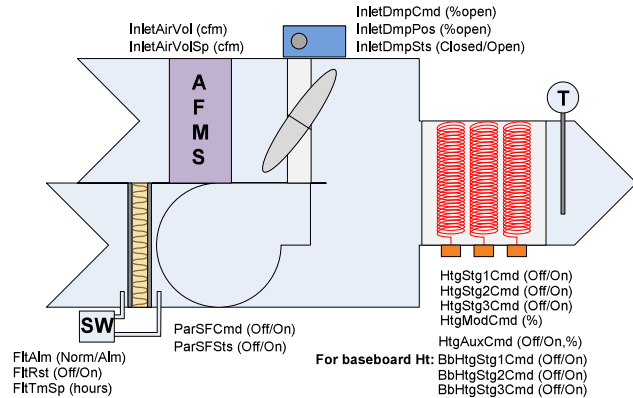 InletAirVol (cfm)
InletAirVolSp (cfm)
InletDmpCmd (%open)
InletDmpPos (%open)
InletDmpSts (Closed/Open)
A
F
M
S
T
SW
FltAlm (Norm/Alm)
FltRst (Off/On)
FltTmSp (hours)
ParSFCmd (Off/On)
ParSFSts (Off/On)
HtgStg1Cmd (Off/On)
HtgStg2Cmd (Off/On)
HtgStg3Cmd (Off/On)
HtgModCmd (%)
HtgAuxCmd (Off/On,%)
For baseboard Ht: BbHtgStg1Cmd (Off/On)
BbHtgStg2Cmd (Off/On)
BbHtgStg3Cmd (Off/On)